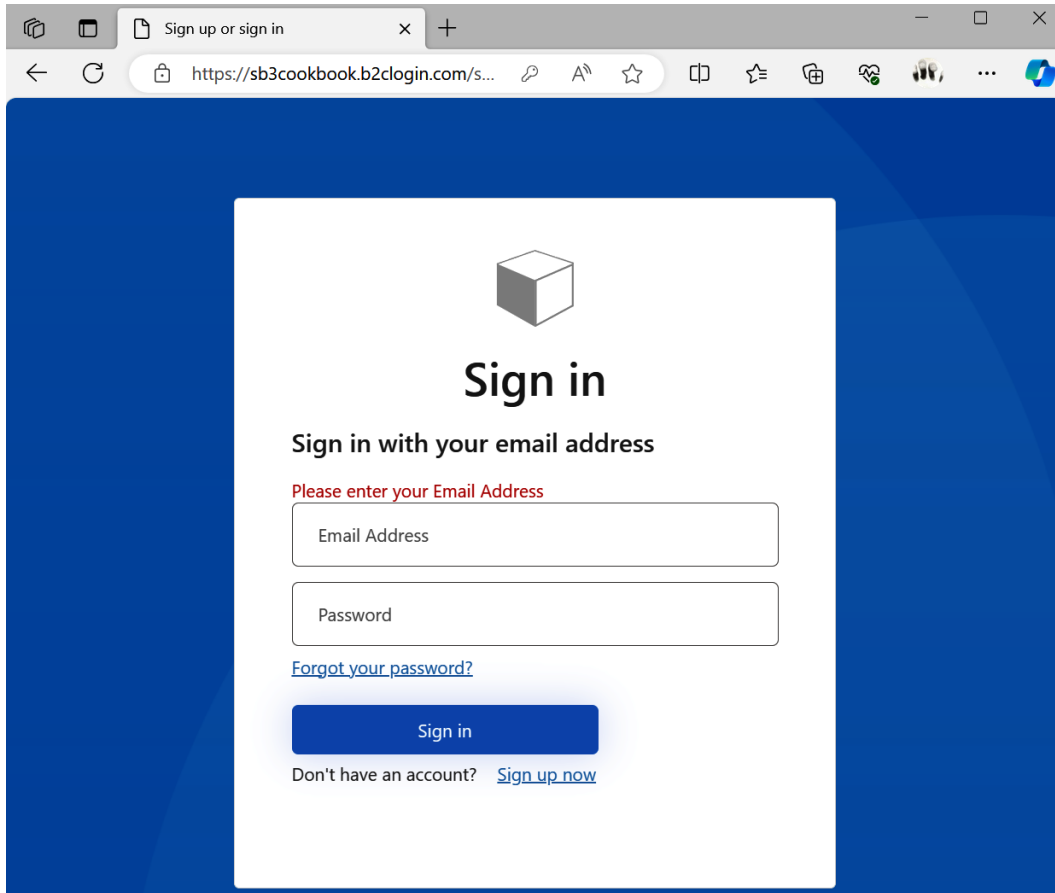 Sign up or sign in
https://sb3cookbook.b2clogin.com/s...
Sign in
Sign in with your email address
Please enter your Email Address
Email Address
Password
Forgot your password?
Sign in
Don't have an account? Sign up now